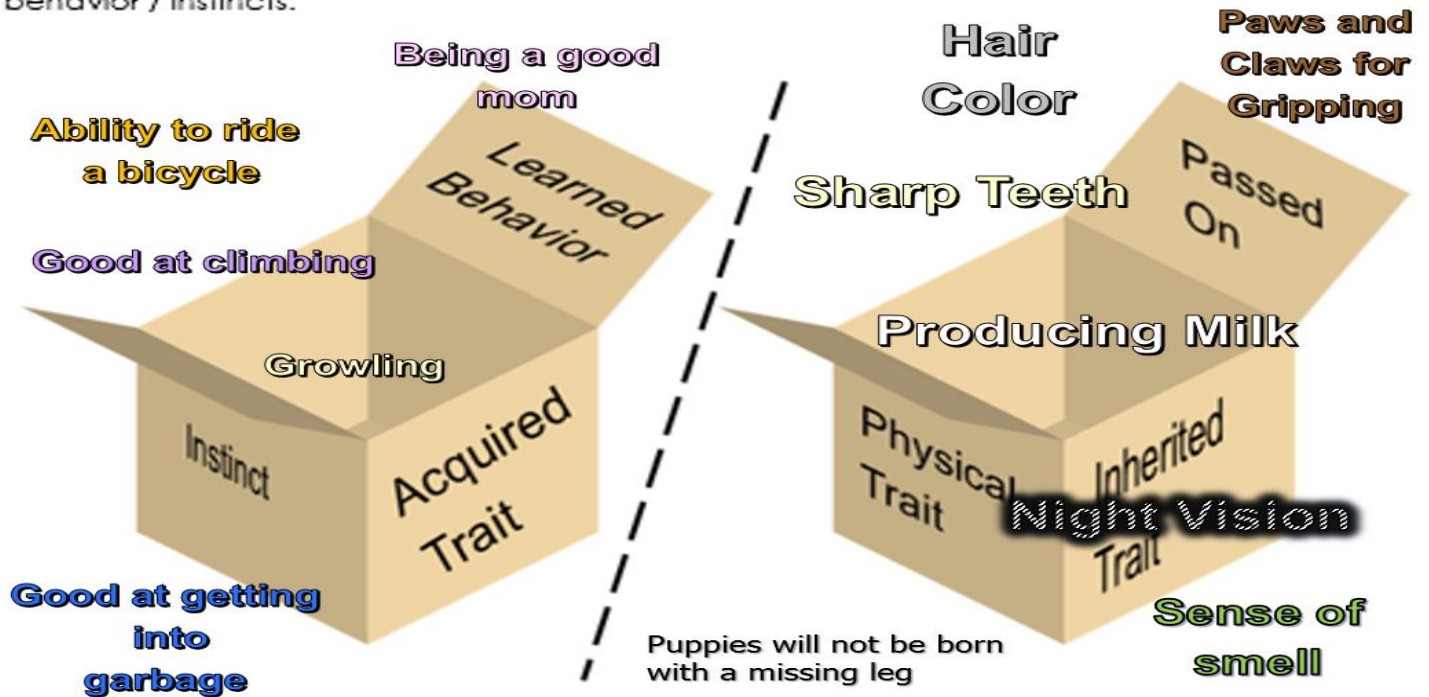 behavior / instincts.
Being a good
mom
Ability to ride
a bicycle
Learned
Behavior
Good at climbing
Growling
Instinct
Acquired
Trait
Good at getting
into
garbage
Hair
Color
Paws and
Claws for
Gripping
Sharp Teeth
Passed
On
Producing Milk
Physical
Trait
Inherited
Trait
Night Vision
Puppies will not be born
with a missing leg
Sense of
smell